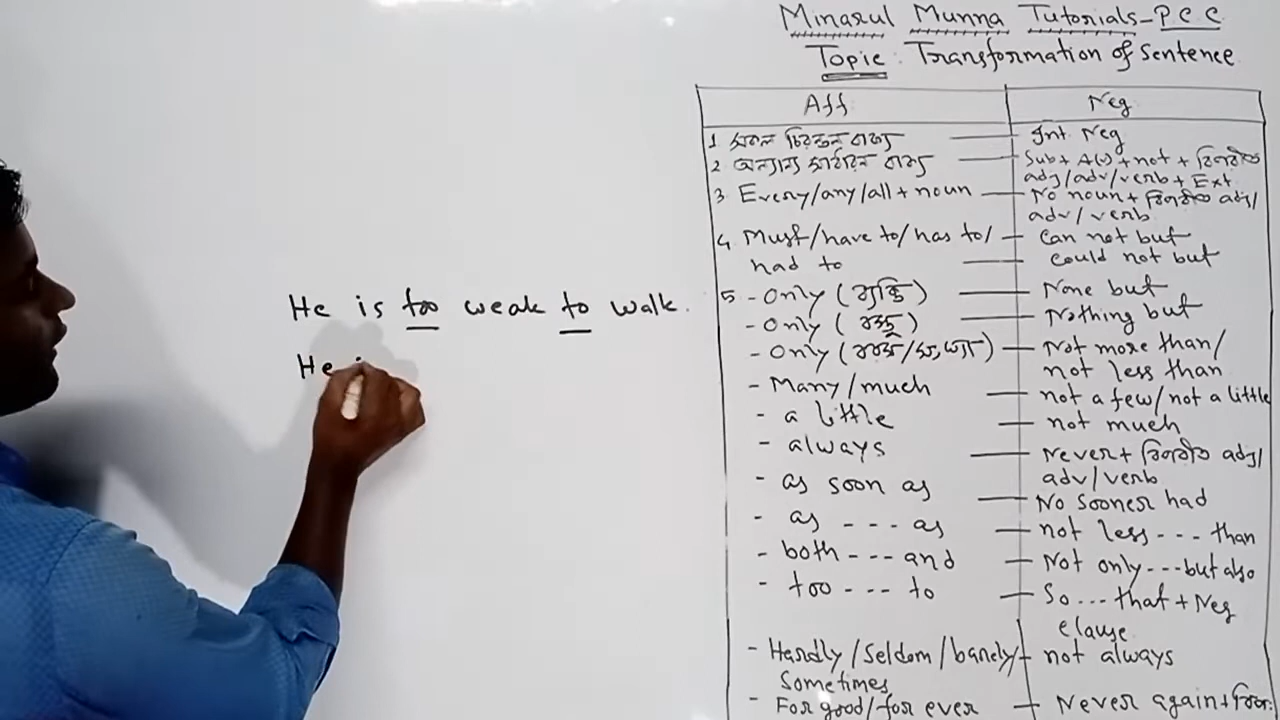 Minarul Munna Tutorials-PCC
Topic: Transformation of Sentence
Aff Neg
1 সকল চিরন্তন বাক্য — Int. Neg
2 অন্যান্য সাধারন বাক্য — Sub + A(v) + not + বিপরীত
adj/adv/verb + Ext
3 Every/any/all + noun — No noun + বিপরীত adj/
adv/verb
4 Must/have to/has to/ — Can not but
had to — Could not but
5 - Only (ব্যক্তি) — None but
- Only (বস্তু) — Nothing but
- Only (বয়স/সংখ্যা) — Not more than/
not less than
- Many/much — not a few/not a little
- a little — not much
- always — Never + বিপরীত adj/
adv/verb
- as soon as — No sooner had
- as --- as — not less --- than
- both --- and — Not only---but also
- too --- to — So...that + Neg
clause
- Hardly/seldom/barely — not always
Sometimes
- For good/for ever — Never again +
He is too weak to walk.
He i